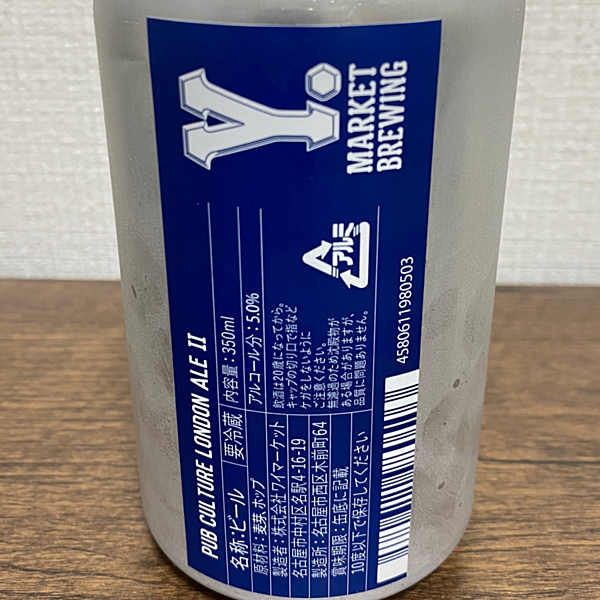 Y.
MARKET
BREWING
PUB CULTURE LONDON ALE II
名称:ビール
要冷蔵
内容量:350ml
原材料:麦芽、ホップ
アルコール分:5.0%
製造者:株式会社ワイマーケット
名古屋市中村区名駅4-16-19
製造所:名古屋市西区木前町64
賞味期限:缶底に記載
10度以下で保存してください
飲酒は20歳になってから。
キャップの切り口で指など
ケガをしないように
ご注意ください。
無濾過のため沈殿物が
ある場合がありますが、
品質に問題ありません。
アルミ
4580611980503